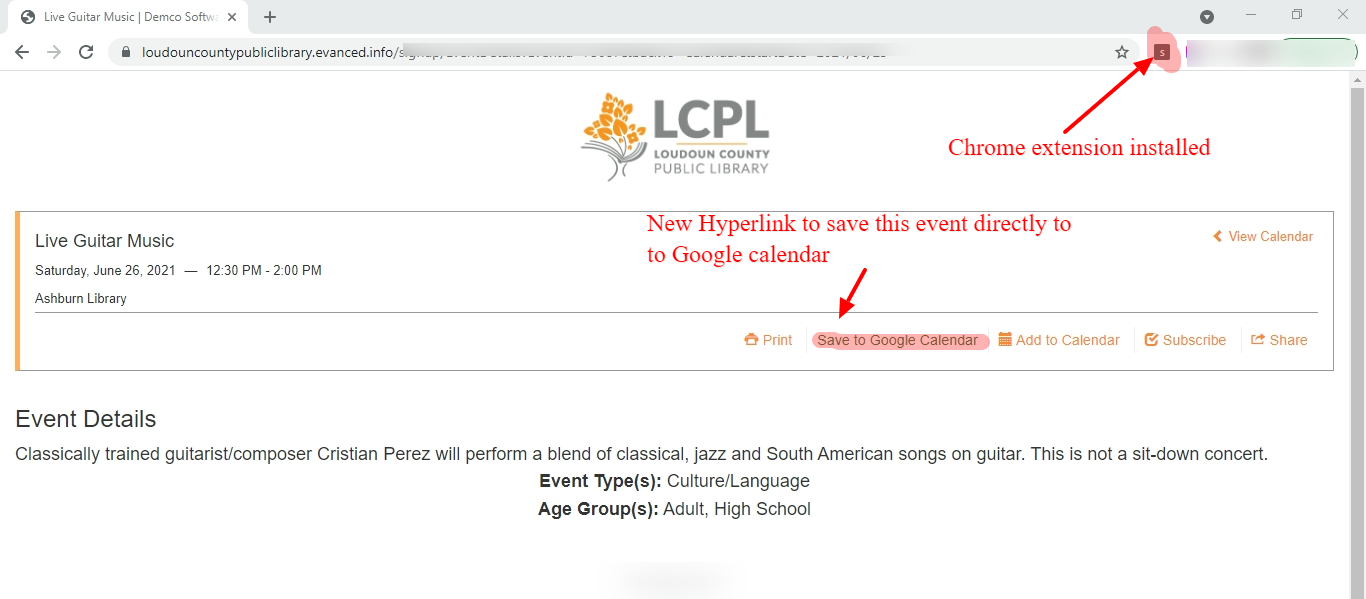 Live Guitar Music | Demco Softw
loudouncountypubliclibrary.evanced.info/
s
Chrome extension installed
LCPL
LOUDOUN COUNTY
PUBLIC LIBRARY
New Hyperlink to save this event directly to
to Google calendar
Live Guitar Music
View Calendar
Saturday, June 26, 2021 — 12:30 PM - 2:00 PM
Ashburn Library
Print Save to Google Calendar Add to Calendar Subscribe Share
Event Details
Classically trained guitarist/composer Cristian Perez will perform a blend of classical, jazz and South American songs on guitar. This is not a sit-down concert.
Event Type(s): Culture/Language
Age Group(s): Adult, High School